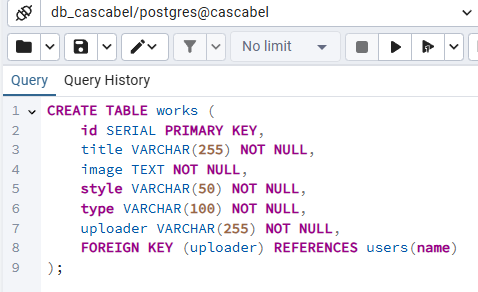 db_cascabel/postgres@cascabel
No limit
Query Query History
1 CREATE TABLE works (
2 id SERIAL PRIMARY KEY,
3 title VARCHAR(255) NOT NULL,
4 image TEXT NOT NULL,
5 style VARCHAR(50) NOT NULL,
6 type VARCHAR(100) NOT NULL,
7 uploader VARCHAR(255) NOT NULL,
8 FOREIGN KEY (uploader) REFERENCES users(name)
9 );